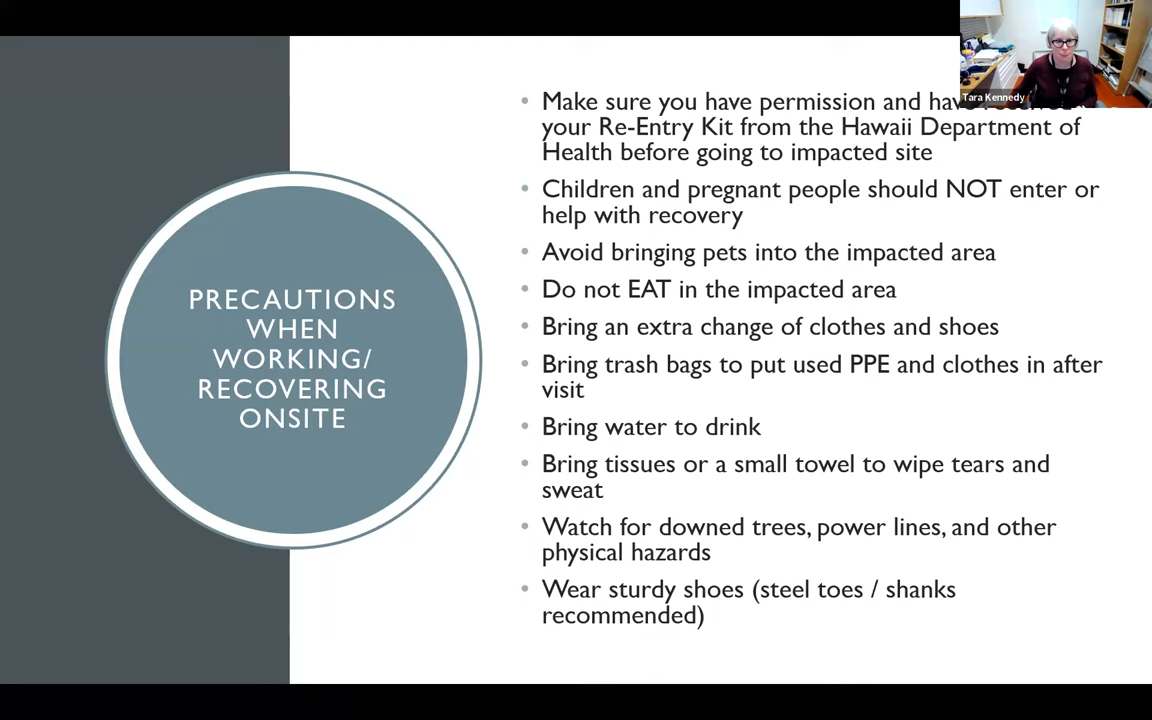 Tara Kennedy
PRECAUTIONS
WHEN
WORKING/
RECOVERING
ONSITE
• Make sure you have permission and have
your Re-Entry Kit from the Hawaii Department of
Health before going to impacted site
• Children and pregnant people should NOT enter or
help with recovery
• Avoid bringing pets into the impacted area
• Do not EAT in the impacted area
• Bring an extra change of clothes and shoes
• Bring trash bags to put used PPE and clothes in after
visit
• Bring water to drink
• Bring tissues or a small towel to wipe tears and
sweat
• Watch for downed trees, power lines, and other
physical hazards
• Wear sturdy shoes (steel toes / shanks
recommended)